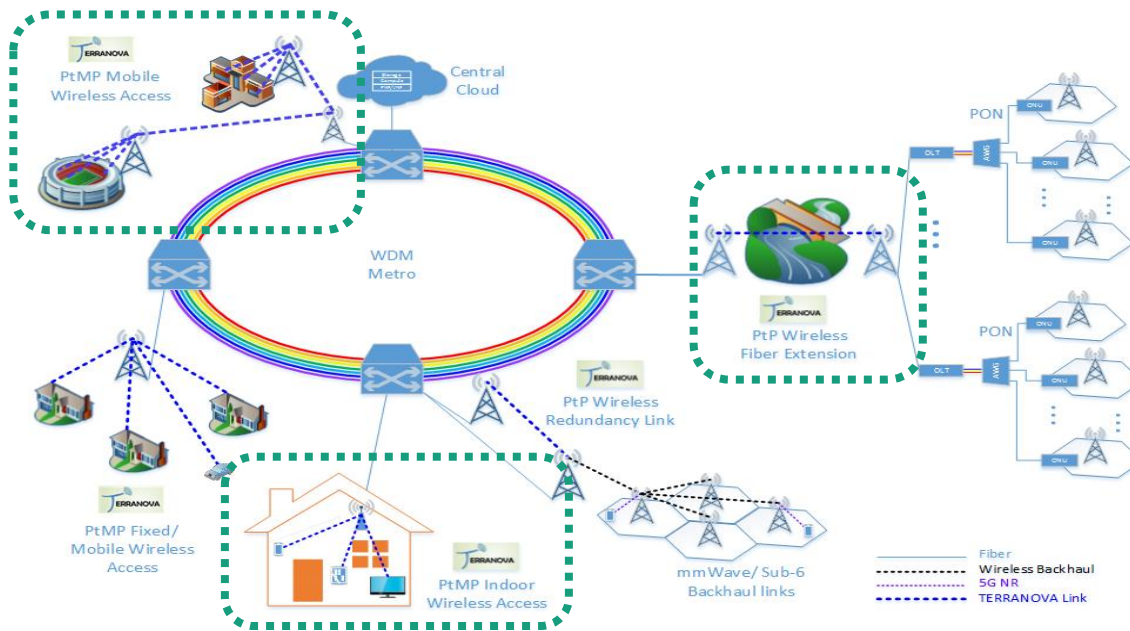 TERRANOVA
PtMP Mobile
Wireless Access
Storage
Compute
Central
Cloud
WDM
Metro
TERRANOVA
PtP Wireless
Fiber Extension
PON
OLT
AWG
ONU
ONU
ONU
PON
OLT
AWG
ONU
ONU
ONU
TERRANOVA
PtP Wireless
Redundancy Link
TERRANOVA
PtMP Fixed/
Mobile Wireless
Access
TERRANOVA
PtMP Indoor
Wireless Access
mmWave/ Sub-6
Backhaul links
Fiber
Wireless Backhaul
5G NR
TERRANOVA Link